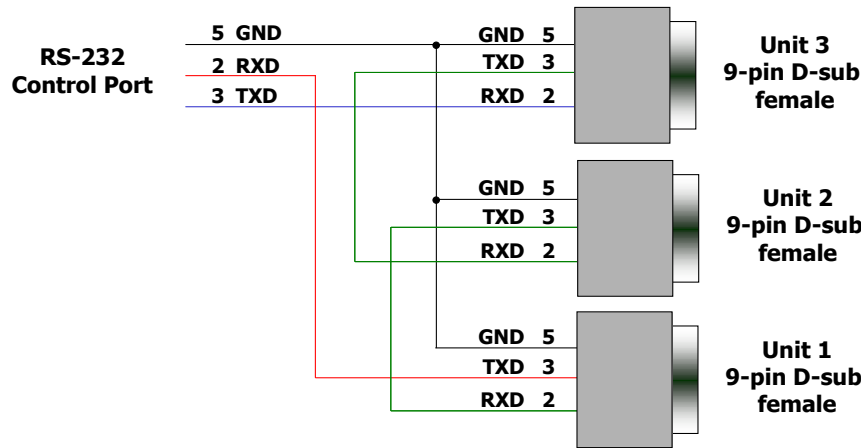 RS-232
Control Port
5 GND
2 RXD
3 TXD
GND 5
TXD 3
RXD 2
Unit 3
9-pin D-sub
female
GND 5
TXD 3
RXD 2
Unit 2
9-pin D-sub
female
GND 5
TXD 3
RXD 2
Unit 1
9-pin D-sub
female